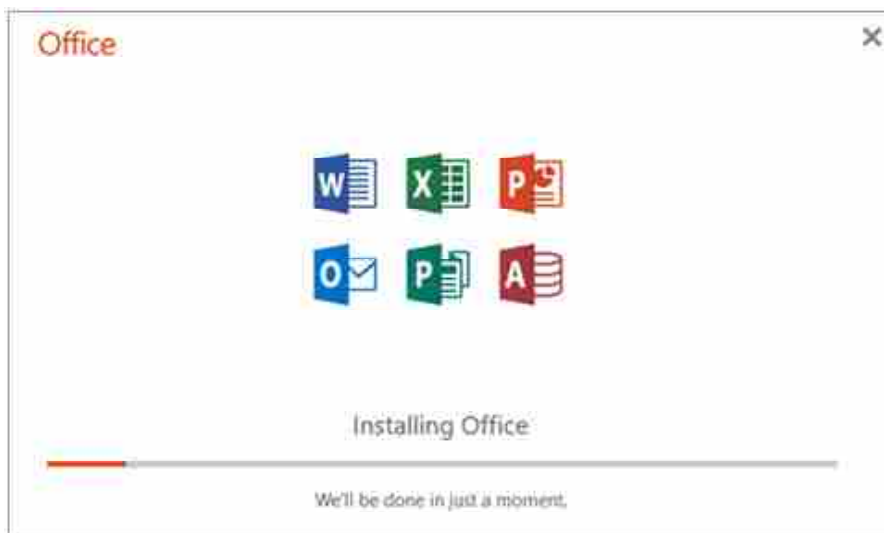 Office
W X P
O P A
Installing Office
We'll be done in just a moment.